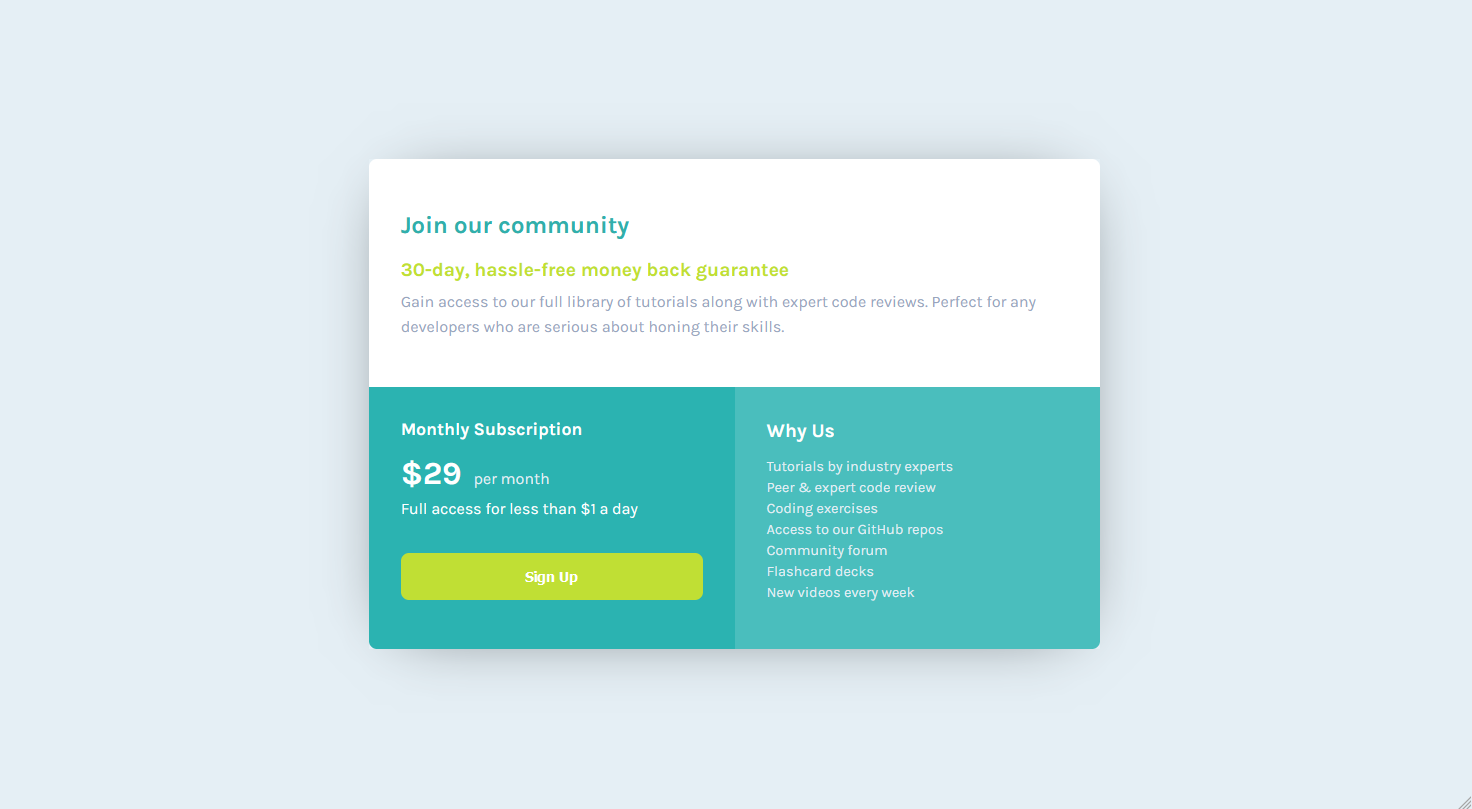 Join our community
30-day, hassle-free money back guarantee
Gain access to our full library of tutorials along with expert code reviews. Perfect for any
developers who are serious about honing their skills.
Monthly Subscription
$29 per month
Full access for less than $1 a day
Sign Up
Why Us
Tutorials by industry experts
Peer & expert code review
Coding exercises
Access to our GitHub repos
Community forum
Flashcard decks
New videos every week